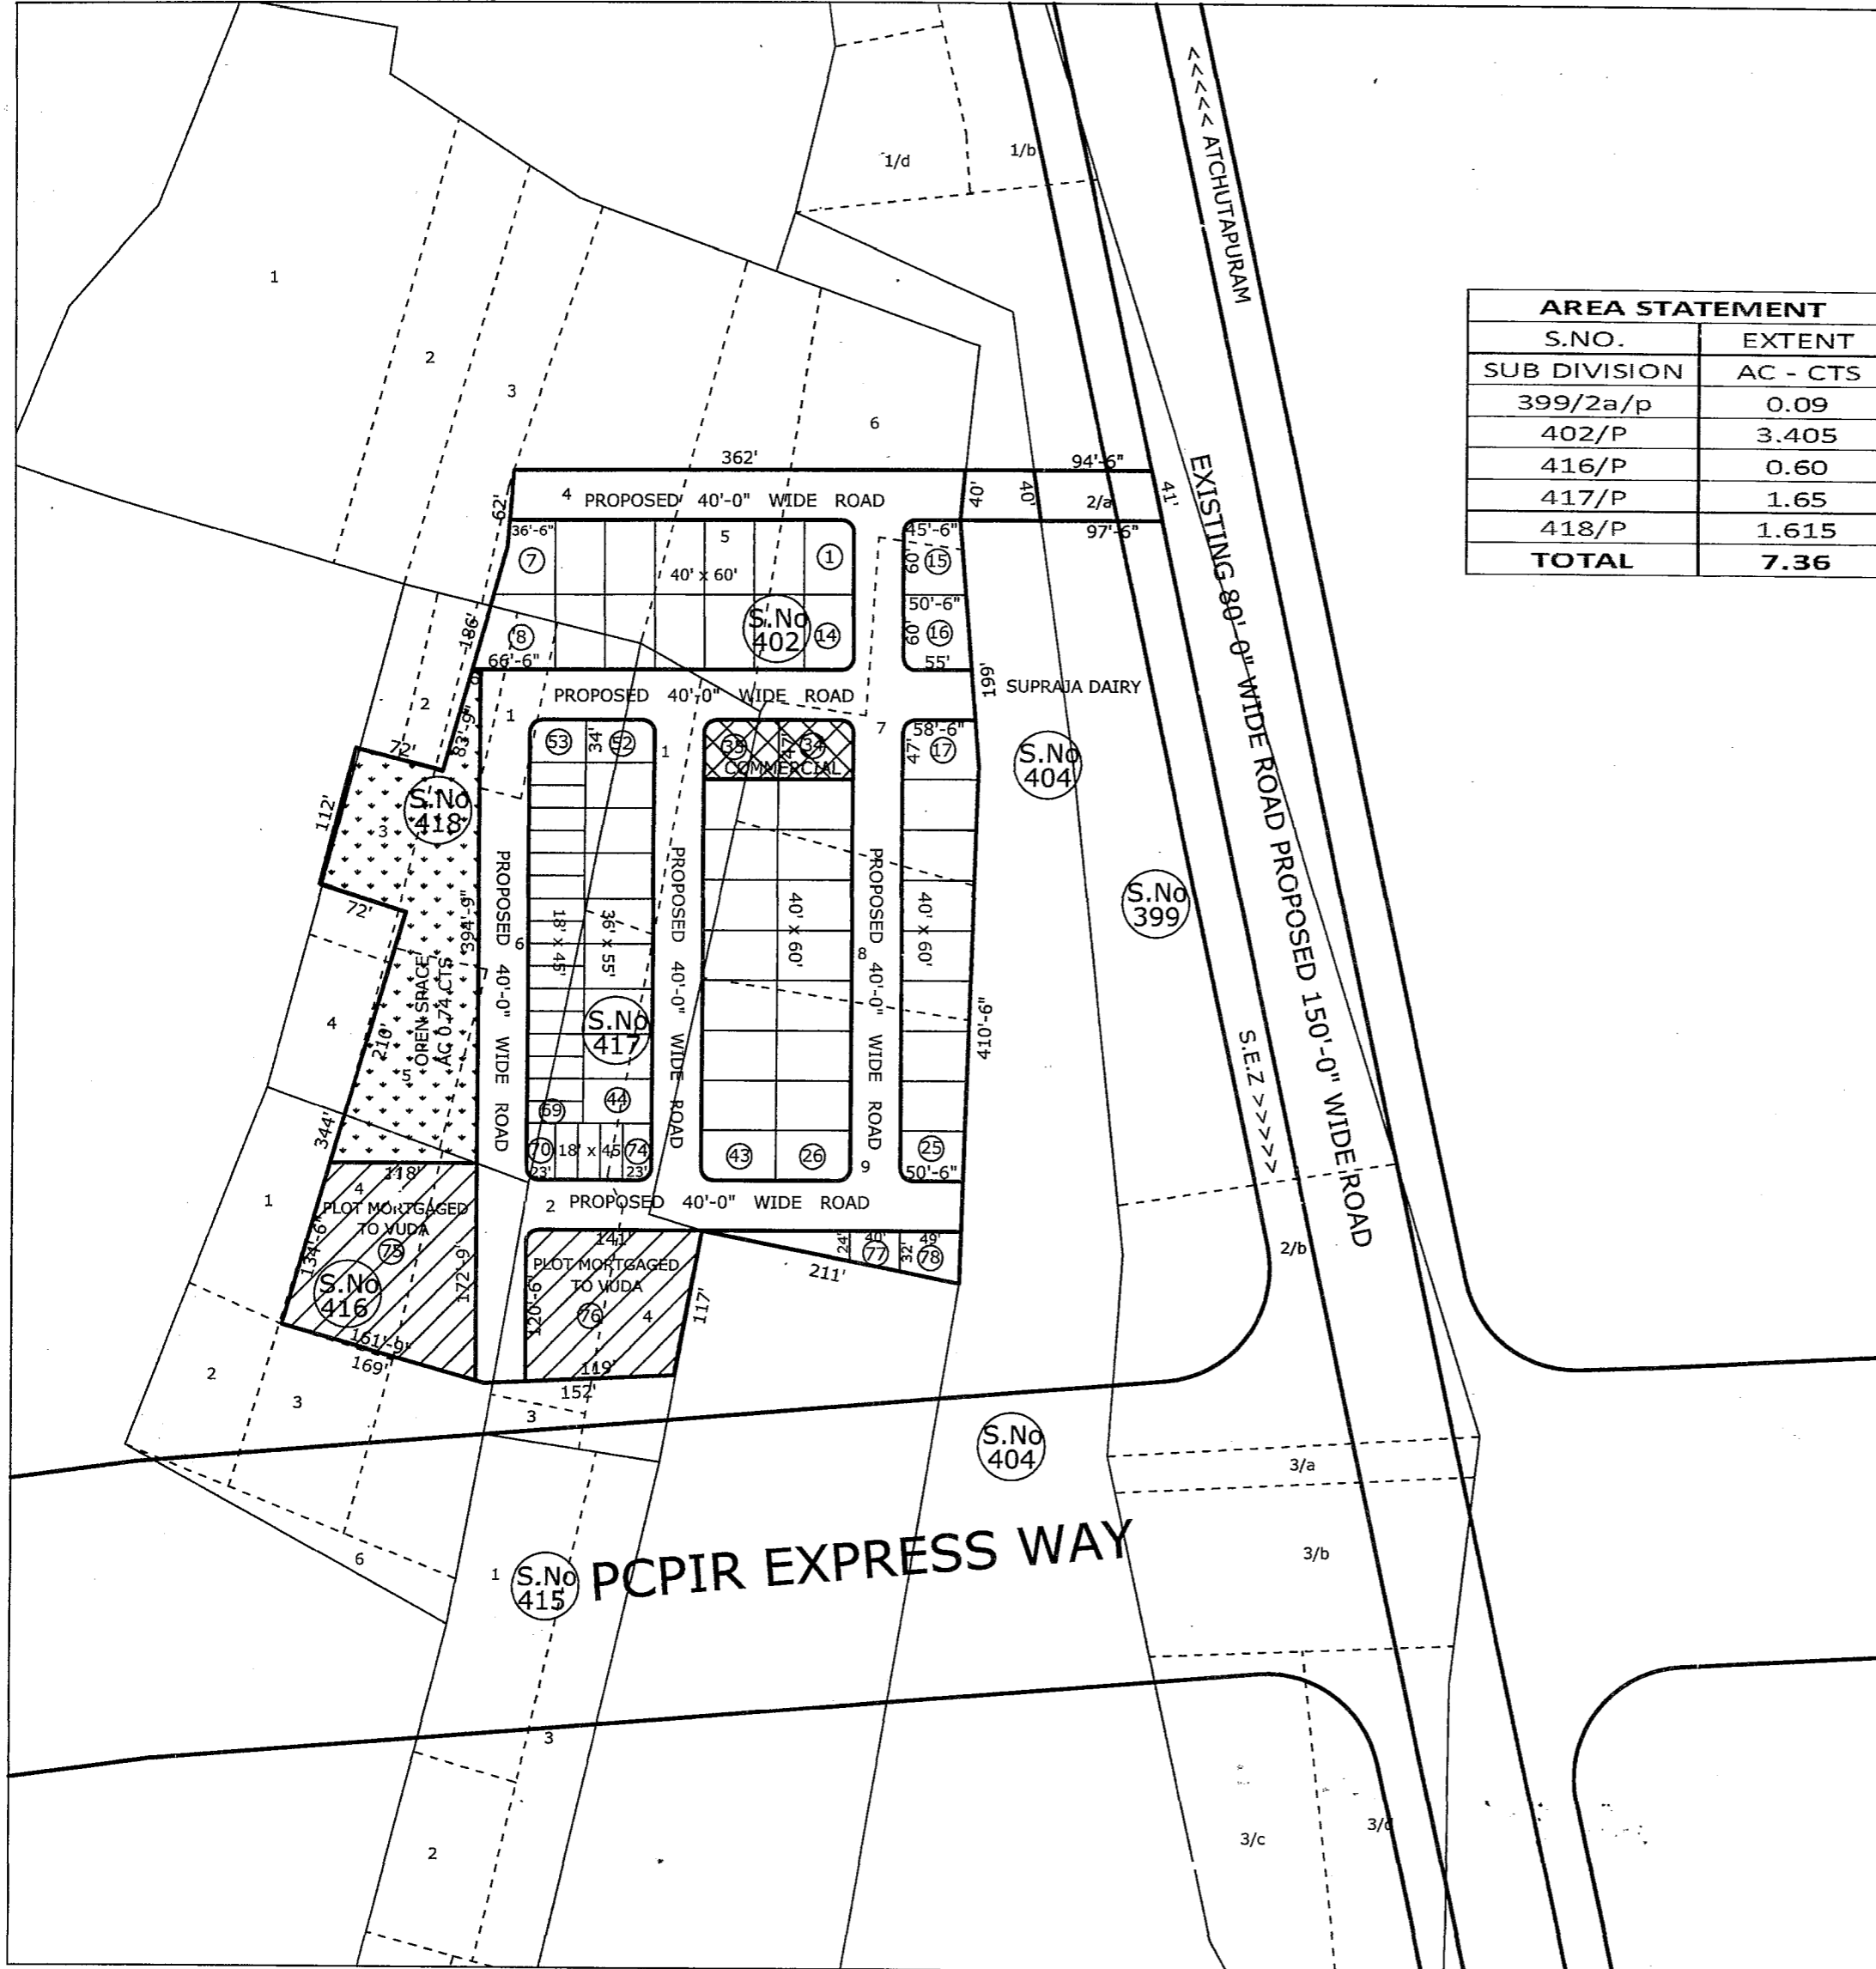 1/d
1/b
<<<<< ATCHUTAPURAM
1
2
3
6
AREA STATEMENT
S.NO. EXTENT
SUB DIVISION AC - CTS
399/2a/p 0.09
402/P 3.405
416/P 0.60
417/P 1.65
418/P 1.615
TOTAL 7.36
362'
94'-6"
62'
4 PROPOSED 40'-0" WIDE ROAD
40'
40'
2/a
41'
36'-6"
5
45'-6"
97'-6"
7
40' x 60'
1
60'
15
50'-6"
S.No
402
8
14
60'
16
186'
66'-6"
55'
169'
SUPRAJA DAIRY
PROPOSED 40'-0" WIDE ROAD
EXISTING 80'-0" WIDE ROAD PROPOSED 150'-0" WIDE ROAD
2
1
83'-9"
72'
53
34'
52
1
34
COMMERCIAL
7
58'-6"
47'
17
S.No
404
112'
S.No
418
3
72'
394'-9"
PROPOSED 40'-0" WIDE ROAD
6
18' x 45'
36' x 55'
PROPOSED 40'-0" WIDE ROAD
40' x 60'
PROPOSED 40'-0" WIDE ROAD
8
40' x 60'
S.No
399
OPEN SPACE
AC 0.74 CTS
4
210'
5
S.No
417
410'-6"
S.E.Z >>>>>
344'
69
44
70
18' x 45'
74
23'
23'
43
26
9
25
50'-6"
118'
4
PLOT MORTGAGED
TO VUDA
75
1
134'-6"
172'-9"
S.No
416
161'-9"
169'
2 PROPOSED 40'-0" WIDE ROAD
141'
PLOT MORTGAGED
TO VUDA
76
4
120'-6"
117'
119'
152'
24'
40'
77
32'
49'
78
211'
2/b
2
3
3
S.No
404
3/a
3/b
6
1
S.No
415
PCPIR EXPRESS WAY
3
2
3/c